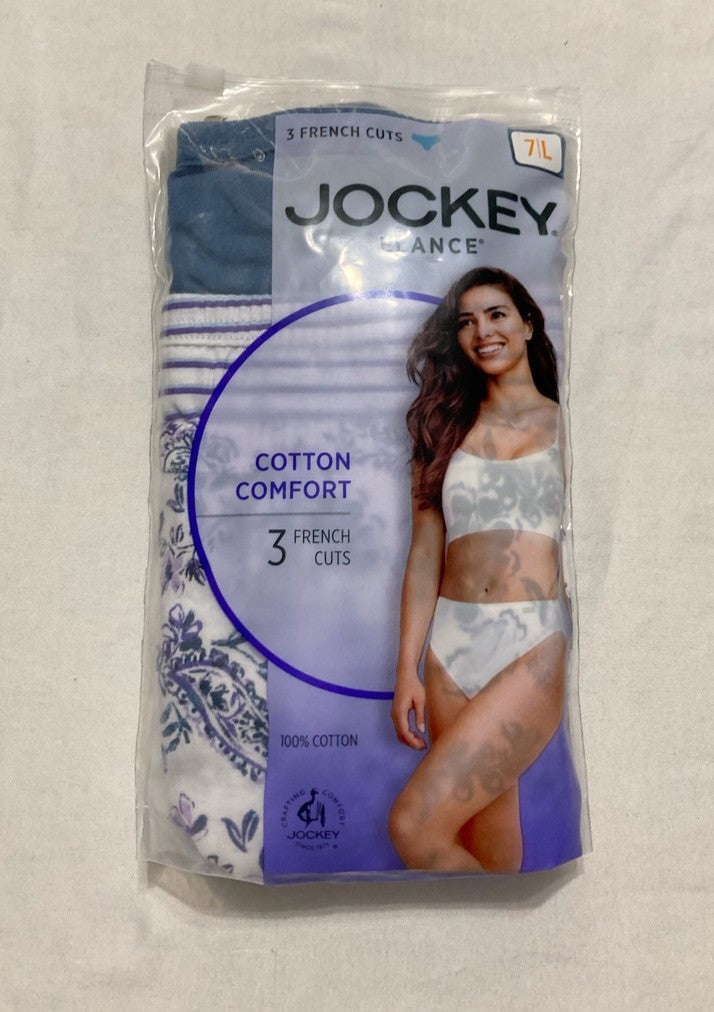 3 FRENCH CUTS
7|L
JOCKEY®
ELANCE®
COTTON
COMFORT
3 FRENCH
CUTS
100% COTTON
CRAFTING COMFORT
JOCKEY
SINCE 1876